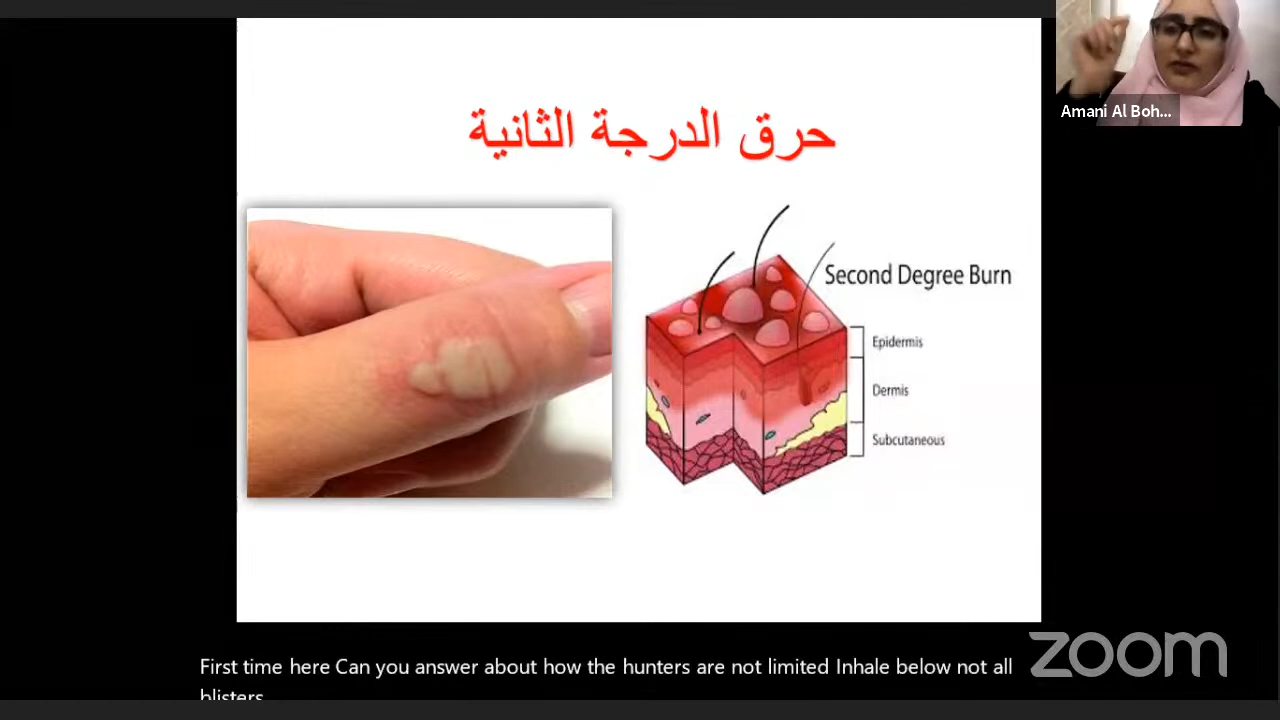 Amani Al Boh...
حرق الدرجة الثانية
Second Degree Burn
Epidermis
Dermis
Subcutaneous
First time here Can you answer about how the hunters are not limited Inhale below not all
blisters
zoom